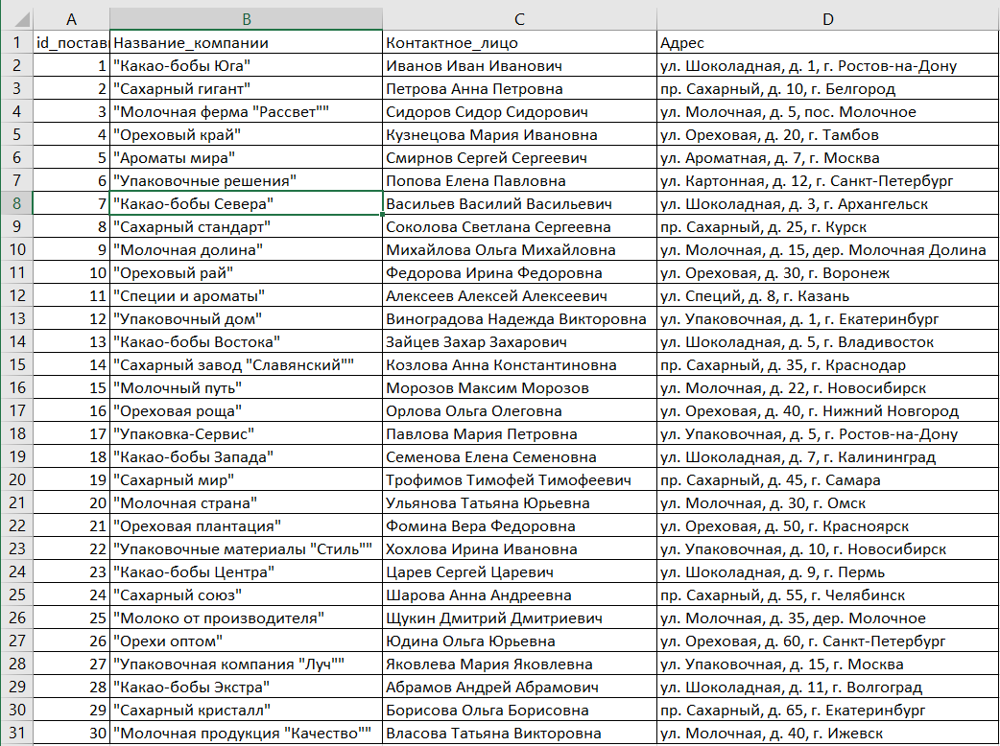 A B C D
1 id_постав Название_компании Контактное_лицо Адрес
2 1 "Какао-бобы Юга" Иванов Иван Иванович ул. Шоколадная, д. 1, г. Ростов-на-Дону
3 2 "Сахарный гигант" Петрова Анна Петровна пр. Сахарный, д. 10, г. Белгород
4 3 "Молочная ферма "Рассвет"" Сидоров Сидор Сидорович ул. Молочная, д. 5, пос. Молочное
5 4 "Ореховый край" Кузнецова Мария Ивановна ул. Ореховая, д. 20, г. Тамбов
6 5 "Ароматы мира" Смирнов Сергей Сергеевич ул. Ароматная, д. 7, г. Москва
7 6 "Упаковочные решения" Попова Елена Павловна ул. Картонная, д. 12, г. Санкт-Петербург
8 7 "Какао-бобы Севера" Васильев Василий Васильевич ул. Шоколадная, д. 3, г. Архангельск
9 8 "Сахарный стандарт" Соколова Светлана Сергеевна пр. Сахарный, д. 25, г. Курск
10 9 "Молочная долина" Михайлова Ольга Михайловна ул. Молочная, д. 15, дер. Молочная Долина
11 10 "Ореховый рай" Федорова Ирина Федоровна ул. Ореховая, д. 30, г. Воронеж
12 11 "Специи и ароматы" Алексеев Алексей Алексеевич ул. Специй, д. 8, г. Казань
13 12 "Упаковочный дом" Виноградова Надежда Викторовна ул. Упаковочная, д. 1, г. Екатеринбург
14 13 "Какао-бобы Востока" Зайцев Захар Захарович ул. Шоколадная, д. 5, г. Владивосток
15 14 "Сахарный завод "Славянский"" Козлова Анна Константиновна пр. Сахарный, д. 35, г. Краснодар
16 15 "Молочный путь" Морозов Максим Морозов ул. Молочная, д. 22, г. Новосибирск
17 16 "Ореховая роща" Орлова Ольга Олеговна ул. Ореховая, д. 40, г. Нижний Новгород
18 17 "Упаковка-Сервис" Павлова Мария Петровна ул. Упаковочная, д. 5, г. Ростов-на-Дону
19 18 "Какао-бобы Запада" Семенова Елена Семеновна ул. Шоколадная, д. 7, г. Калининград
20 19 "Сахарный мир" Трофимов Тимофей Тимофеевич пр. Сахарный, д. 45, г. Самара
21 20 "Молочная страна" Ульянова Татьяна Юрьевна ул. Молочная, д. 30, г. Омск
22 21 "Ореховая плантация" Фомина Вера Федоровна ул. Ореховая, д. 50, г. Красноярск
23 22 "Упаковочные материалы "Стиль"" Хохлова Ирина Ивановна ул. Упаковочная, д. 10, г. Новосибирск
24 23 "Какао-бобы Центра" Царев Сергей Царевич ул. Шоколадная, д. 9, г. Пермь
25 24 "Сахарный союз" Шарова Анна Андреевна пр. Сахарный, д. 55, г. Челябинск
26 25 "Молоко от производителя" Щукин Дмитрий Дмитриевич ул. Молочная, д. 35, дер. Молочное
27 26 "Орехи оптом" Юдина Ольга Юрьевна ул. Ореховая, д. 60, г. Санкт-Петербург
28 27 "Упаковочная компания "Луч"" Яковлева Мария Яковлевна ул. Упаковочная, д. 15, г. Москва
29 28 "Какао-бобы Экстра" Абрамов Андрей Абрамович ул. Шоколадная, д. 11, г. Волгоград
30 29 "Сахарный кристалл" Борисова Ольга Борисовна пр. Сахарный, д. 65, г. Екатеринбург
31 30 "Молочная продукция "Качество"" Власова Татьяна Викторовна ул. Молочная, д. 40, г. Ижевск